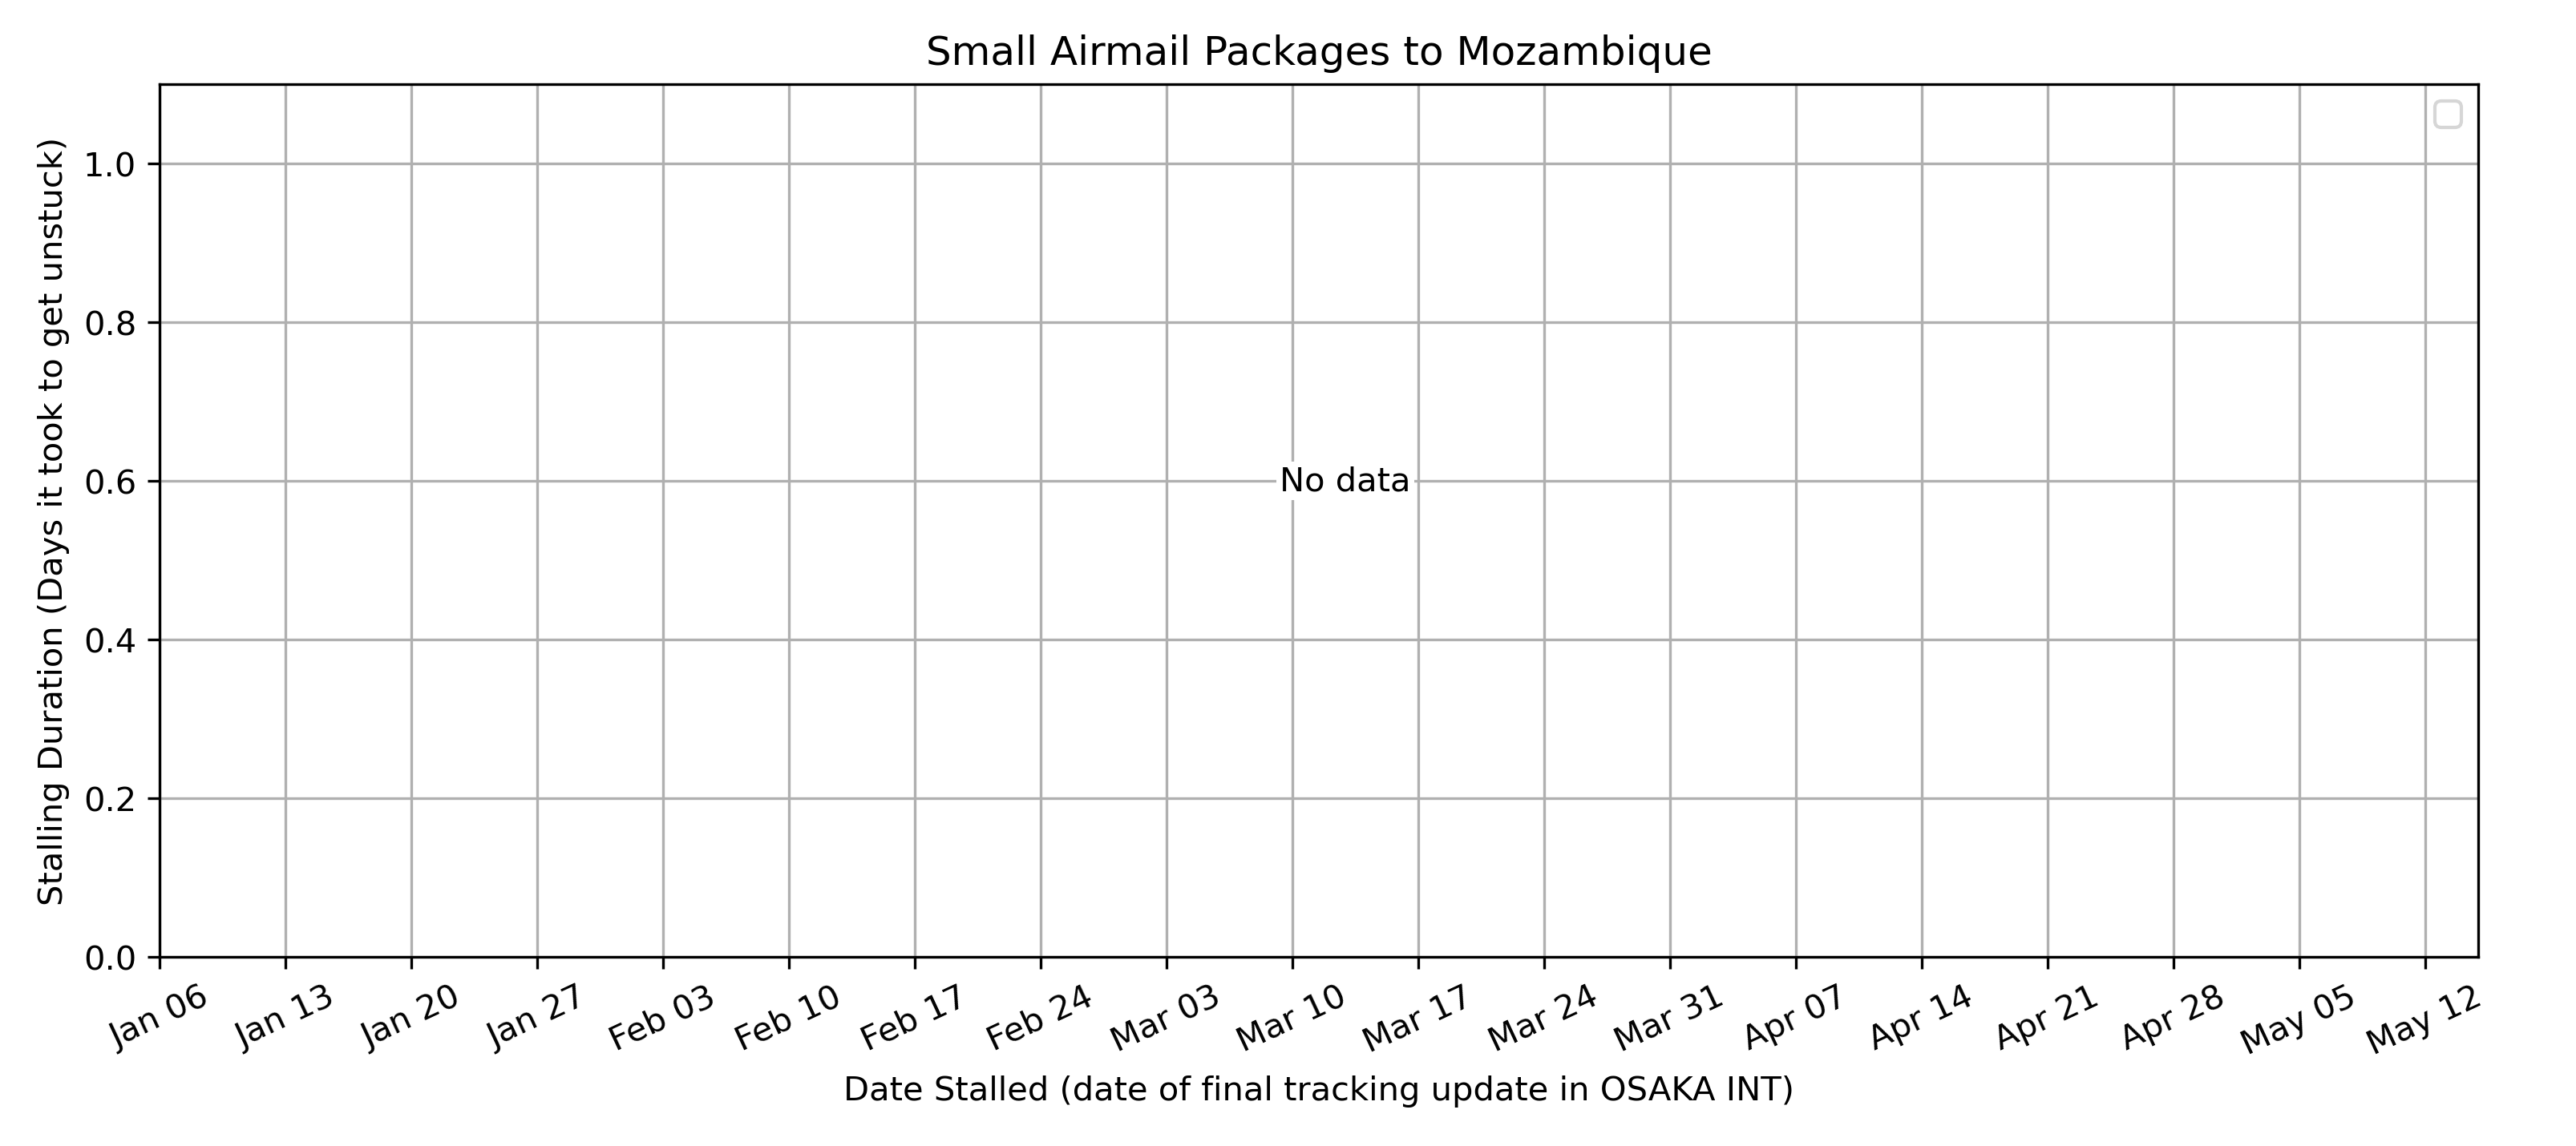 Small Airmail Packages to Mozambique
Stalling Duration (Days it took to get unstuck)
1.0
0.8
0.6
0.4
0.2
0.0
No data
Jan 06 Jan 13 Jan 20 Jan 27 Feb 03 Feb 10 Feb 17 Feb 24 Mar 03 Mar 10 Mar 17 Mar 24 Mar 31 Apr 07 Apr 14 Apr 21 Apr 28 May 05 May 12
Date Stalled (date of final tracking update in OSAKA INT)